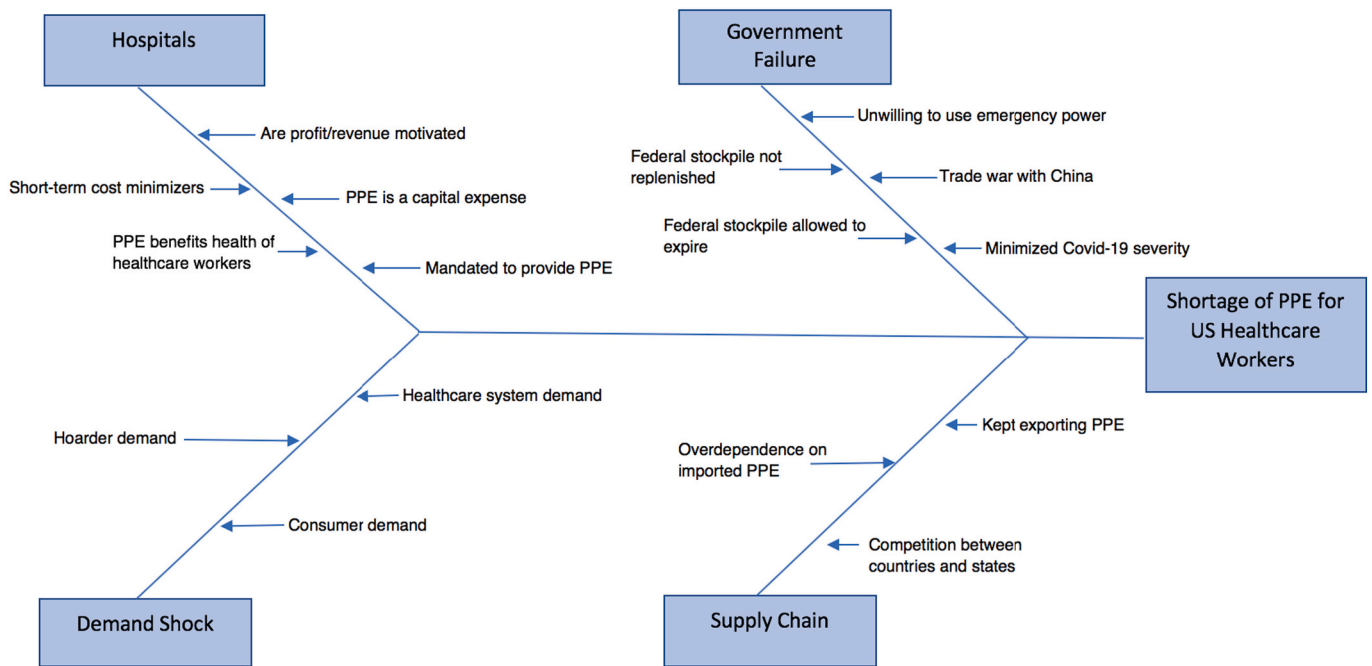 Hospitals
Government
Failure
Are profit/revenue motivated
Short-term cost minimizers
PPE is a capital expense
PPE benefits health of
healthcare workers
Mandated to provide PPE
Unwilling to use emergency power
Federal stockpile not
replenished
Trade war with China
Federal stockpile allowed to
expire
Minimized Covid-19 severity
Shortage of PPE for
US Healthcare
Workers
Healthcare system demand
Hoarder demand
Consumer demand
Kept exporting PPE
Overdependence on
imported PPE
Competition between
countries and states
Demand Shock
Supply Chain